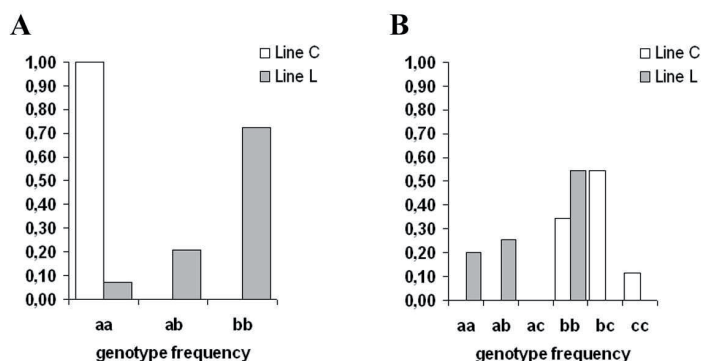 A
Line C
Line L
1,00
0,90
0,80
0,70
0,60
0,50
0,40
0,30
0,20
0,10
0,00
aa ab bb
genotype frequency
B
Line C
Line L
1,00
0,90
0,80
0,70
0,60
0,50
0,40
0,30
0,20
0,10
0,00
aa ab ac bb bc cc
genotype frequency